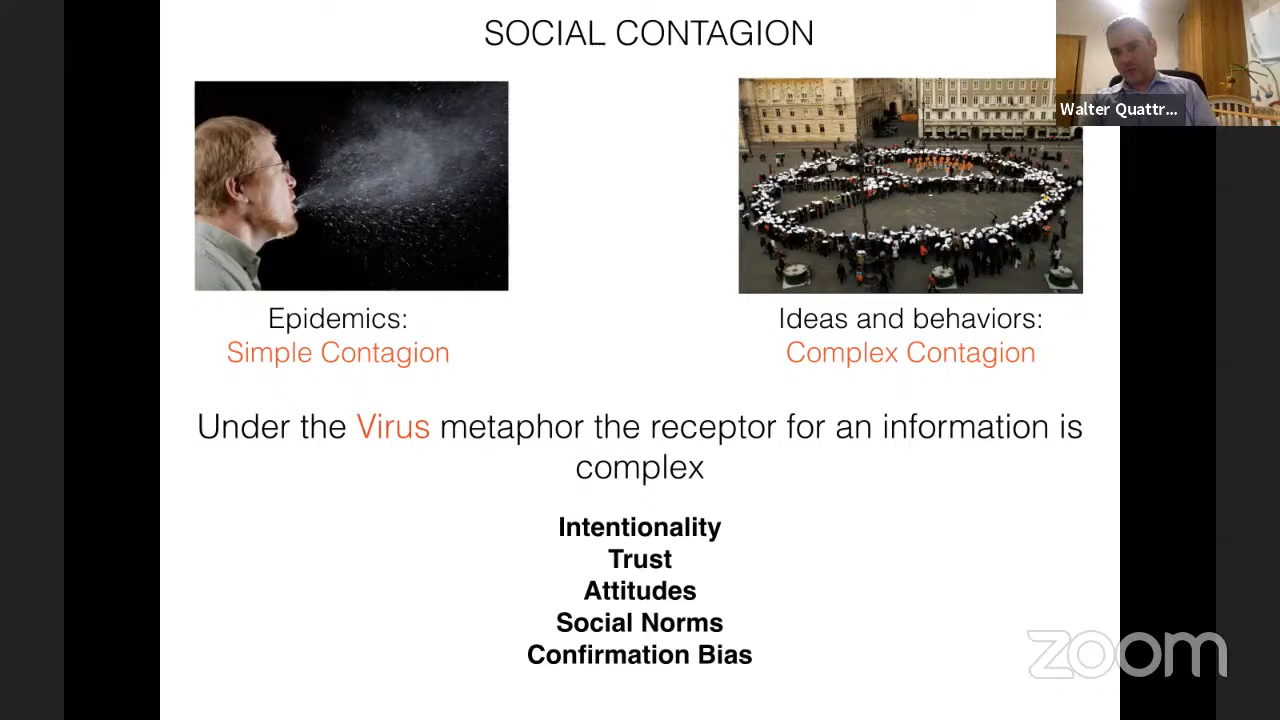 SOCIAL CONTAGION
Walter Quattr...
Epidemics:
Simple Contagion
Ideas and behaviors:
Complex Contagion
Under the Virus metaphor the receptor for an information is
complex
Intentionality
Trust
Attitudes
Social Norms
Confirmation Bias
zoom